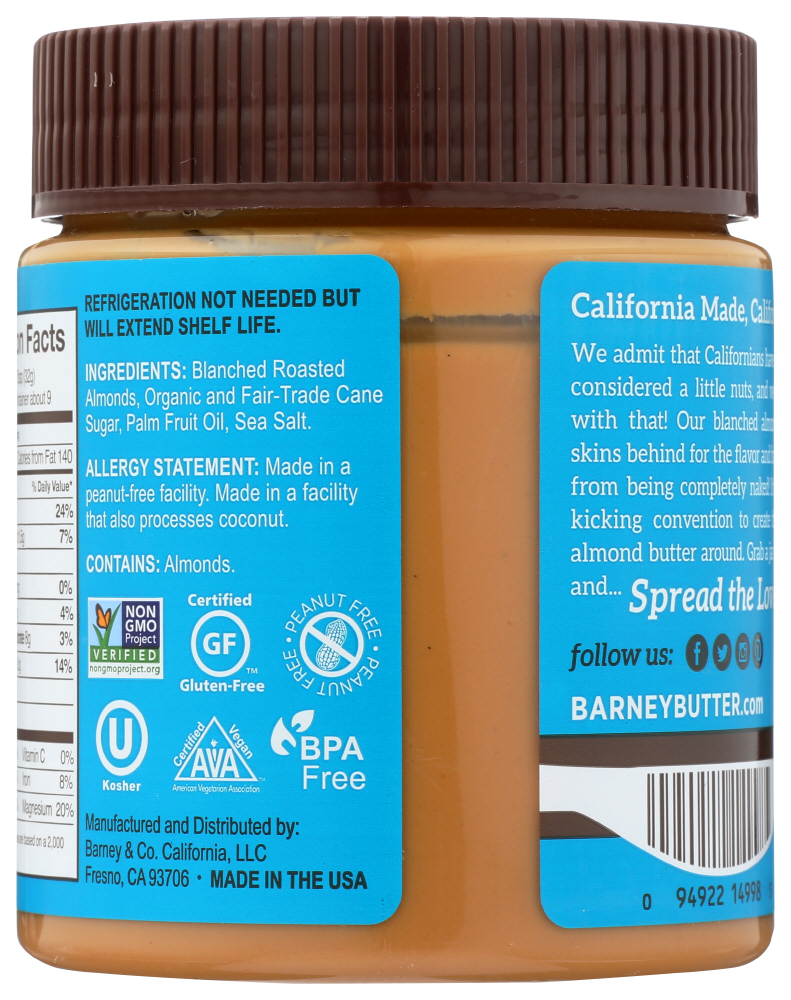 n Facts
(32g)
about 9
Calories from Fat 140
% Daily Value*
24%
7%
0%
4%
8g 3%
14%
Vitamin C 0%
Iron 8%
Magnesium 20%
based on a 2,000
REFRIGERATION NOT NEEDED BUT
WILL EXTEND SHELF LIFE.
INGREDIENTS: Blanched Roasted
Almonds, Organic and Fair-Trade Cane
Sugar, Palm Fruit Oil, Sea Salt.
ALLERGY STATEMENT: Made in a
peanut-free facility. Made in a facility
that also processes coconut.
CONTAINS: Almonds.
NON
GMO
Project
VERIFIED
nongmoproject.org
Certified
GF
TM
Gluten-Free
PEANUT FREE • PEANUT FREE •
U
Kosher
Certified Vegan
AVA
American Vegetarian Association
BPA
Free
Manufactured and Distributed by:
Barney & Co. California, LLC
Fresno, CA 93706 • MADE IN THE USA
California Made, Calif
We admit that Californians
considered a little nuts, and
with that! Our blanched
skins behind for the flavor
from being completely naked
kicking convention to create
almond butter around. Grab a
and... Spread the Lov
follow us:
BARNEYBUTTER.com
0 94922 14998